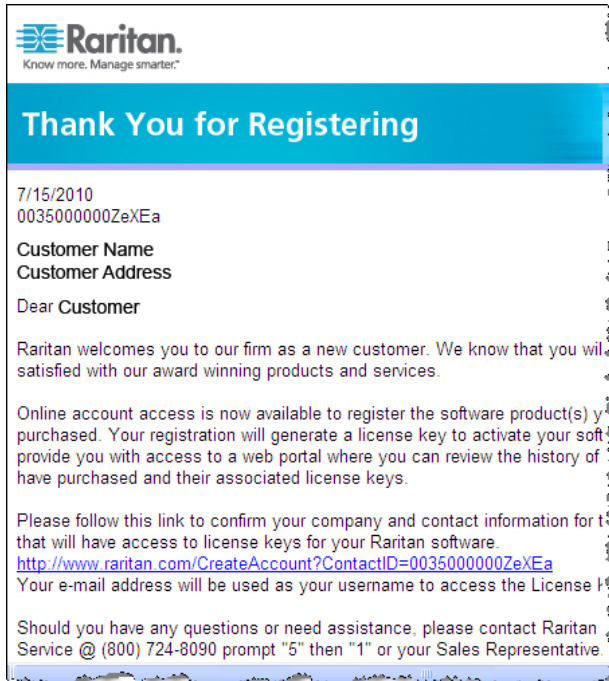 Raritan.
Know more. Manage smarter.™
Thank You for Registering
7/15/2010
0035000000ZeXEa
Customer Name
Customer Address
Dear Customer
Raritan welcomes you to our firm as a new customer. We know that you wil
satisfied with our award winning products and services.
Online account access is now available to register the software product(s) y
purchased. Your registration will generate a license key to activate your soft
provide you with access to a web portal where you can review the history of
have purchased and their associated license keys.
Please follow this link to confirm your company and contact information for t
that will have access to license keys for your Raritan software.
http://www.raritan.com/CreateAccount?ContactID=0035000000ZeXEa
Your e-mail address will be used as your username to access the License
Should you have any questions or need assistance, please contact Raritan
Service @ (800) 724-8090 prompt "5" then "1" or your Sales Representative.